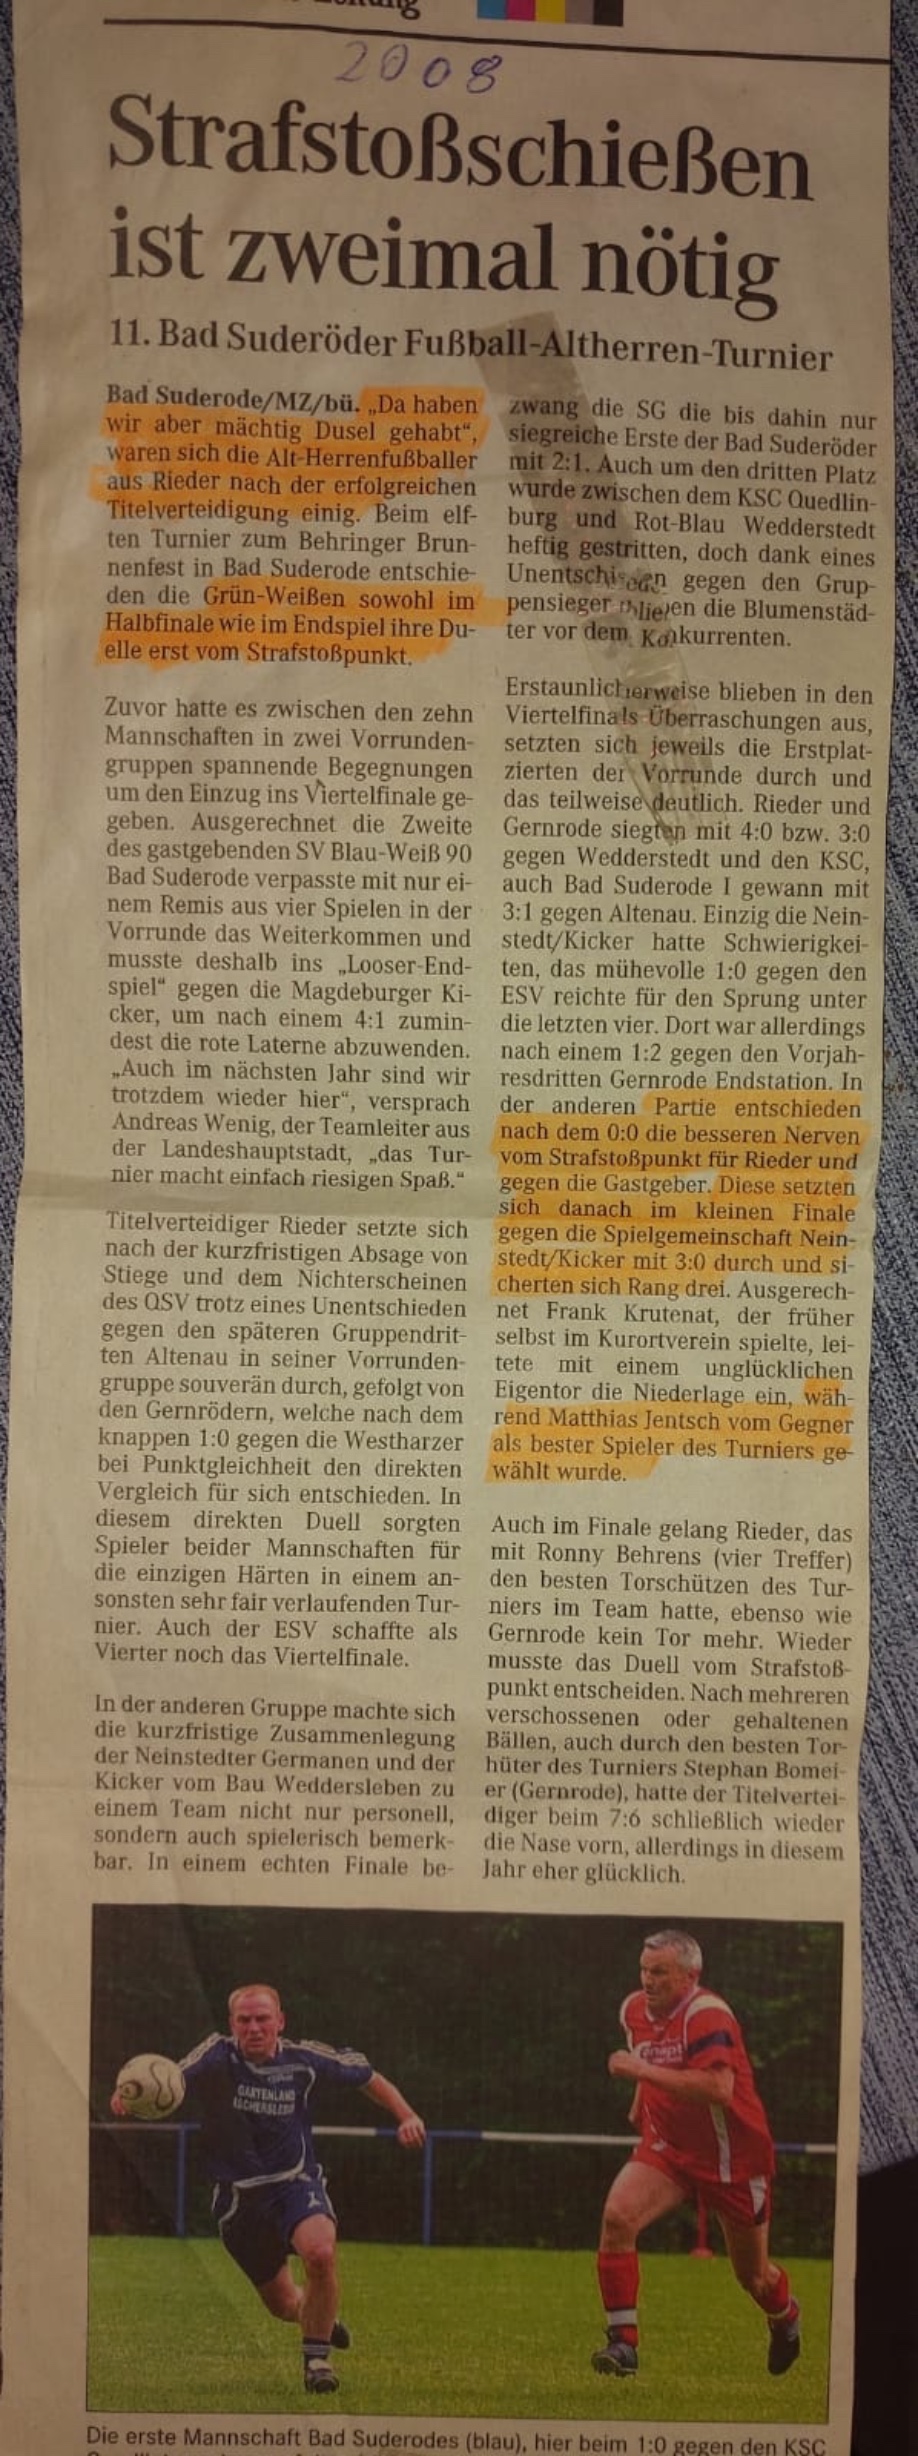 Zeitung
2008
Strafstoßschießen
ist zweimal nötig
11. Bad Suderöder Fußball-Altherren-Turnier
Bad Suderode/MZ/bü. „Da haben
wir aber mächtig Dusel gehabt“,
waren sich die Alt-Herrenfußballer
aus Rieder nach der erfolgreichen
Titelverteidigung einig. Beim elf-
ten Turnier zum Behringer Brun-
nenfest in Bad Suderode entschie-
den die Grün-Weißen sowohl im
Halbfinale wie im Endspiel ihre Du-
elle erst vom Strafstoßpunkt.
Zuvor hatte es zwischen den zehn
Mannschaften in zwei Vorrunden-
gruppen spannende Begegnungen
um den Einzug ins Viertelfinale ge-
geben. Ausgerechnet die Zweite
des gastgebenden SV Blau-Weiß 90
Bad Suderode verpasste mit nur ei-
nem Remis aus vier Spielen in der
Vorrunde das Weiterkommen und
musste deshalb ins „Looser-End-
spiel“ gegen die Magdeburger Ki-
cker, um nach einem 4:1 zumin-
dest die rote Laterne abzuwenden.
„Auch im nächsten Jahr sind wir
trotzdem wieder hier“, versprach
Andreas Wenig, der Teamleiter aus
der Landeshauptstadt, „das Tur-
nier macht einfach riesigen Spaß.“
Titelverteidiger Rieder setzte sich
nach der kurzfristigen Absage von
Stiege und dem Nichterscheinen
des QSV trotz eines Unentschieden
gegen den späteren Gruppendrit-
ten Altenau in seiner Vorrunden-
gruppe souverän durch, gefolgt von
den Gernrödern, welche nach dem
knappen 1:0 gegen die Westharzer
bei Punktgleichheit den direkten
Vergleich für sich entschieden. In
diesem direkten Duell sorgten
Spieler beider Mannschaften für
die einzigen Härten in einem an-
sonsten sehr fair verlaufenden Tur-
nier. Auch der ESV schaffte als
Vierter noch das Viertelfinale.
In der anderen Gruppe machte sich
die kurzfristige Zusammenlegung
der Neinstedter Germanen und der
Kicker vom Bau Weddersleben zu
einem Team nicht nur personell,
sondern auch spielerisch bemerk-
bar. In einem echten Finale be-
zwang die SG die bis dahin nur
siegreiche Erste der Bad Suderöder
mit 2:1. Auch um den dritten Platz
wurde zwischen dem KSC Quedlin-
burg und Rot-Blau Wedderstedt
heftig gestritten, doch dank eines
Unentschieden gegen den Grup-
pensieger blieben die Blumenstäd-
ter vor dem Konkurrenten.
Erstaunlicherweise blieben in den
Viertelfinals Überraschungen aus,
setzten sich jeweils die Erstplat-
zierten der Vorrunde durch und
das teilweise deutlich. Rieder und
Gernrode siegten mit 4:0 bzw. 3:0
gegen Wedderstedt und den KSC,
auch Bad Suderode I gewann mit
3:1 gegen Altenau. Einzig die Nein-
stedt/Kicker hatte Schwierigkei-
ten, das mühevolle 1:0 gegen den
ESV reichte für den Sprung unter
die letzten vier. Dort war allerdings
nach einem 1:2 gegen den Vorjah-
resdritten Gernrode Endstation. In
der anderen Partie entschieden
nach dem 0:0 die besseren Nerven
vom Strafstoßpunkt für Rieder und
gegen die Gastgeber. Diese setzten
sich danach im kleinen Finale
gegen die Spielgemeinschaft Nein-
stedt/Kicker mit 3:0 durch und si-
cherten sich Rang drei. Ausgerech-
net Frank Krutenat, der früher
selbst im Kurortverein spielte, lei-
tete mit einem unglücklichen
Eigentor die Niederlage ein, wäh-
rend Matthias Jentsch vom Gegner
als bester Spieler des Turniers ge-
wählt wurde.
Auch im Finale gelang Rieder, das
mit Ronny Behrens (vier Treffer)
den besten Torschützen des Tur-
niers im Team hatte, ebenso wie
Gernrode kein Tor mehr. Wieder
musste das Duell vom Strafstoß-
punkt entscheiden. Nach mehreren
verschossenen oder gehaltenen
Bällen, auch durch den besten Tor-
hüter des Turniers Stephan Bomei-
er (Gernrode), hatte der Titelvertei-
diger beim 7:6 schließlich wieder
die Nase vorn, allerdings in diesem
Jahr eher glücklich.
GARTENLAND
ASCHERSLEBEN
Die erste Mannschaft Bad Suderodes (blau), hier beim 1:0 gegen den KSC